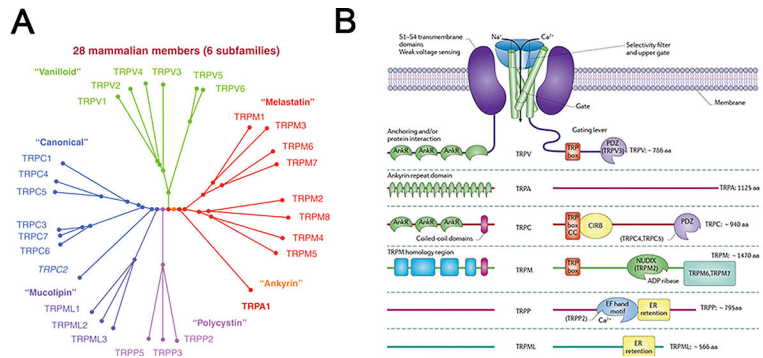 A
28 mammalian members (6 subfamilies)
"Vanilloid"
TRPV4
TRPV3
TRPV5
TRPV2
TRPV6
TRPV1
"Melastatin"
TRPM1
TRPM3
TRPM6
TRPM7
"Canonical"
TRPC1
TRPC4
TRPC5
TRPM2
TRPM8
TRPC3
TRPC7
TRPC6
TRPM4
TRPM5
TRPC2
"Ankyrin"
TRPA1
"Mucolipin"
TRPML1
TRPML2
TRPML3
"Polycystin"
TRPP2
TRPP5
TRPP3
B
S1–S4 transmembrane
domains
Weak voltage sensing
Na⁺
Ca²⁺
Selectivity filter
and upper gate
Gate
Membrane
Anchoring and/or
protein interaction
Gating lever
AnkR
AnkR
AnkR
TRPV
TRP
box
PDZ
(TRPV3)
TRPV; ~ 786 aa
Ankyrin repeat domain
TRPA
TRPA: 1125 aa
AnkR
AnkR
AnkR
Coiled-coil domains
TRPC
TRP
box
CC
CIRB
(TRPC4,TRPC5)
PDZ
TRPC: ~ 940 aa
TRPM homology region
TRPM
TRP
box
NUDIX
(TRPM2)
ADP ribase
TRPM: ~ 1470 aa
TRPM6,TRPM7
TRPP
(TRPP2)
EF hand
motif
Ca²⁺
ER
retention
TRPP: ~ 795aa
TRPML
ER
retention
TRPML: ~ 566 aa